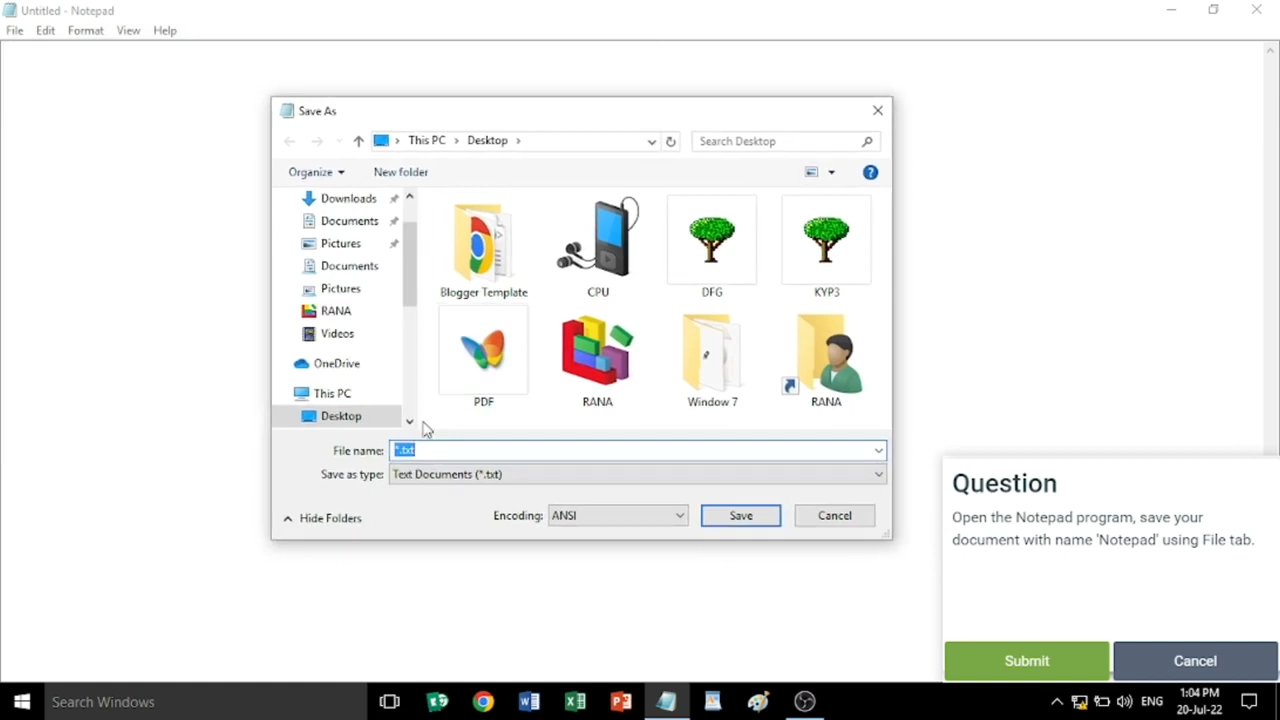 Untitled - Notepad
File Edit Format View Help
Save As
This PC Desktop
Search Desktop
Organize New folder
Downloads
Documents
Pictures
Documents
Pictures
RANA
Videos
OneDrive
This PC
Desktop
Blogger Template CPU DFG KYP3
PDF RANA Window 7 RANA
File name: *.txt
Save as type: Text Documents (*.txt)
Hide Folders Encoding: ANSI Save Cancel
Question
Open the Notepad program, save your
document with name 'Notepad' using File tab.
Submit Cancel
Search Windows
ENG
1:04 PM
20-Jul-22